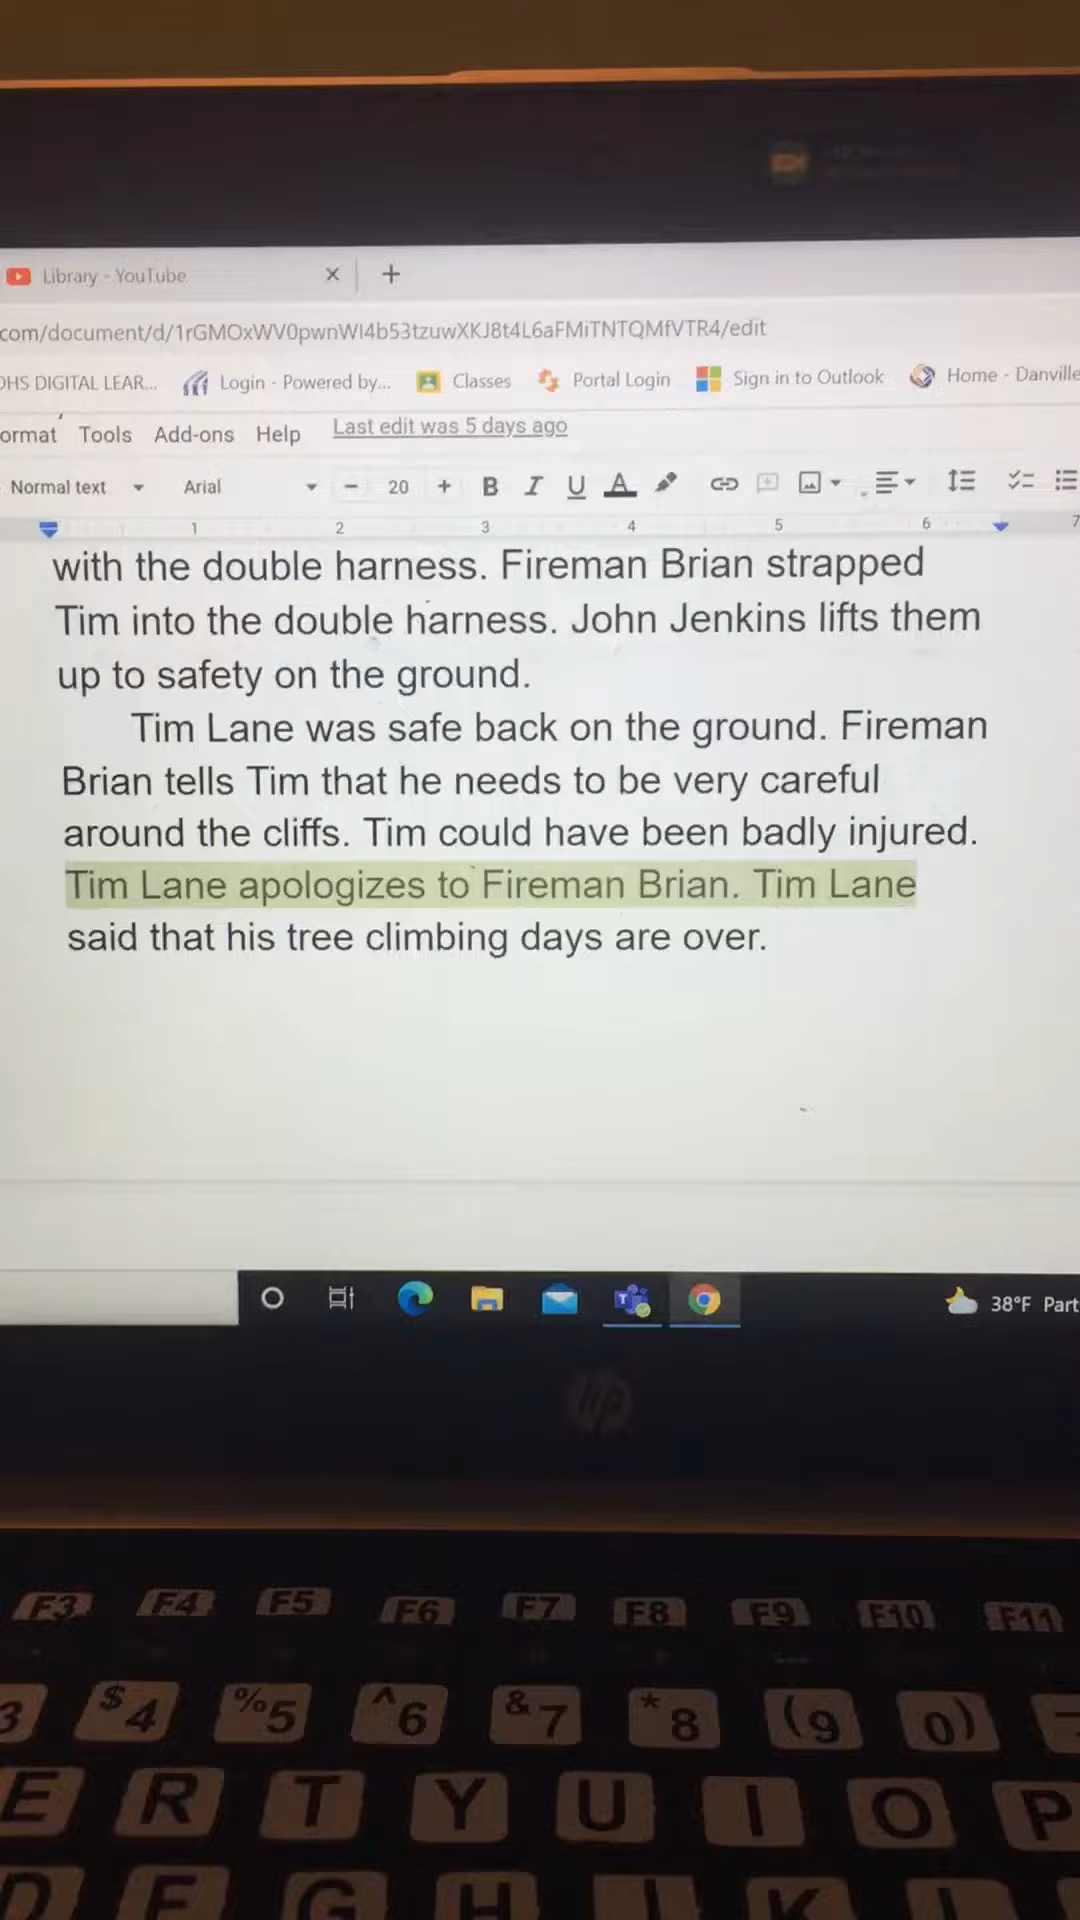 Library - YouTube
com/document/d/1rGMOxWV0pwnWI4b53tzuwXKJ8t4L6aFMiTNTQMfVTR4/edit
OHS DIGITAL LEAR... Login - Powered by... Classes Portal Login Sign in to Outlook Home - Danville
ormat Tools Add-ons Help Last edit was 5 days ago
Normal text Arial - 20 + B I U A
1 2 3 4 5 6 7
with the double harness. Fireman Brian strapped
Tim into the double harness. John Jenkins lifts them
up to safety on the ground.
Tim Lane was safe back on the ground. Fireman
Brian tells Tim that he needs to be very careful
around the cliffs. Tim could have been badly injured.
Tim Lane apologizes to Fireman Brian. Tim Lane
said that his tree climbing days are over.
38°F Part
hp
F3 F4 F5 F6 F7 F8 F9 F10 F11
3 $4 %5 ^6 &7 *8 (9 0)
E R T Y U I O P
D F G H J K L